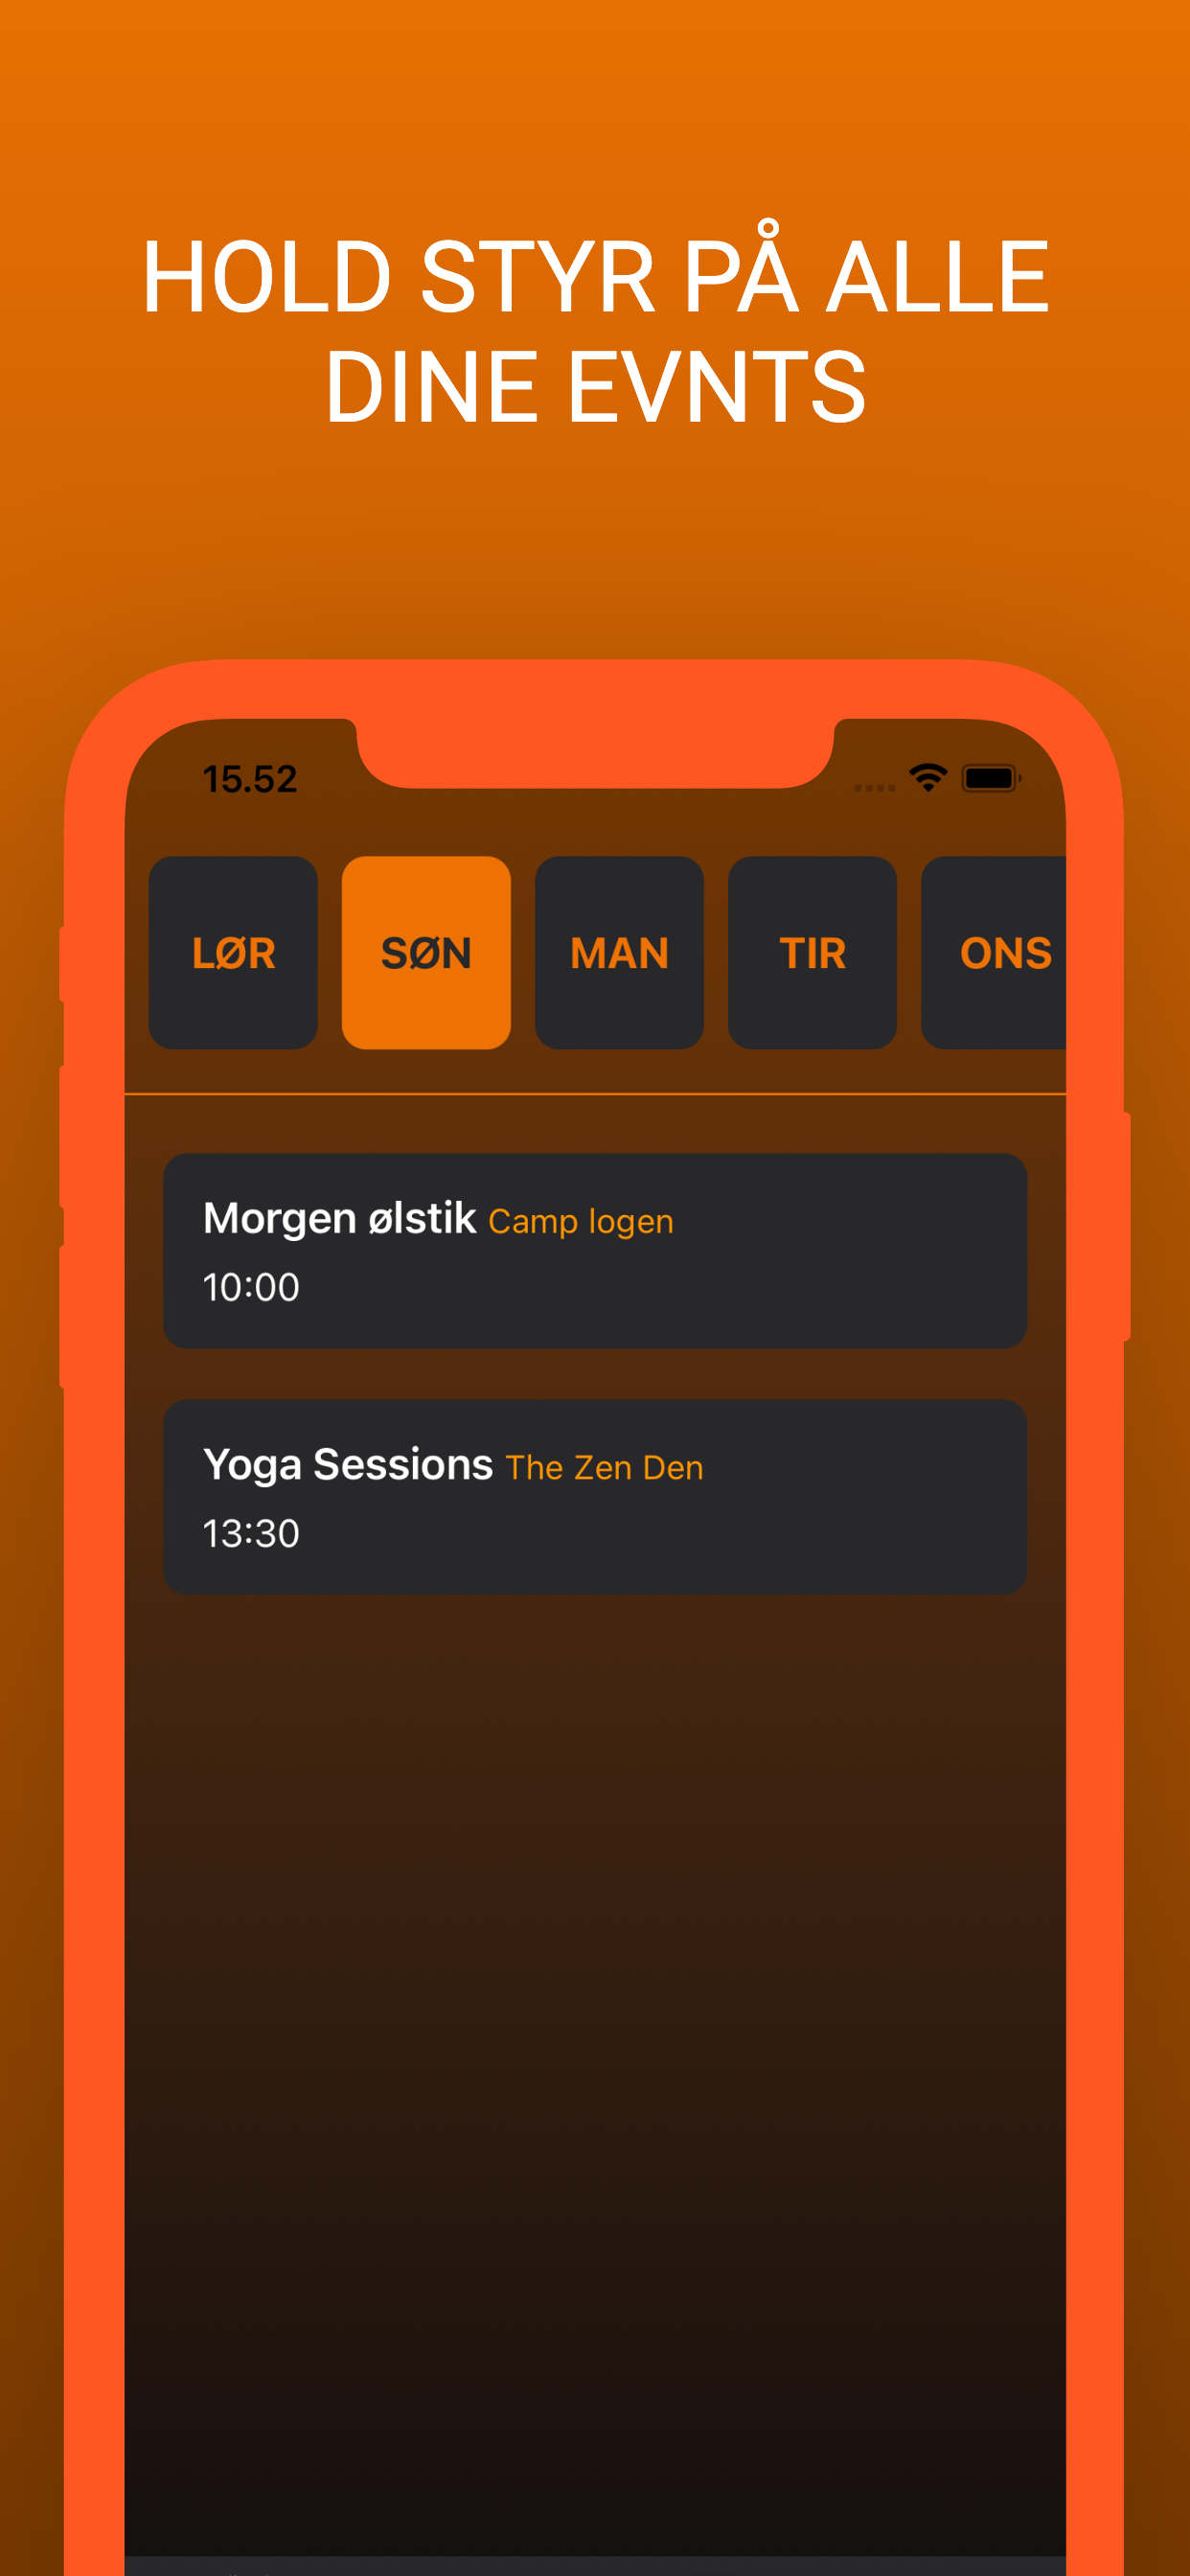 HOLD STYR PÅ ALLE
DINE EVNTS
15.52
LØR SØN MAN TIR ONS
Morgen ølstik Camp logen
10:00
Yoga Sessions The Zen Den
13:30